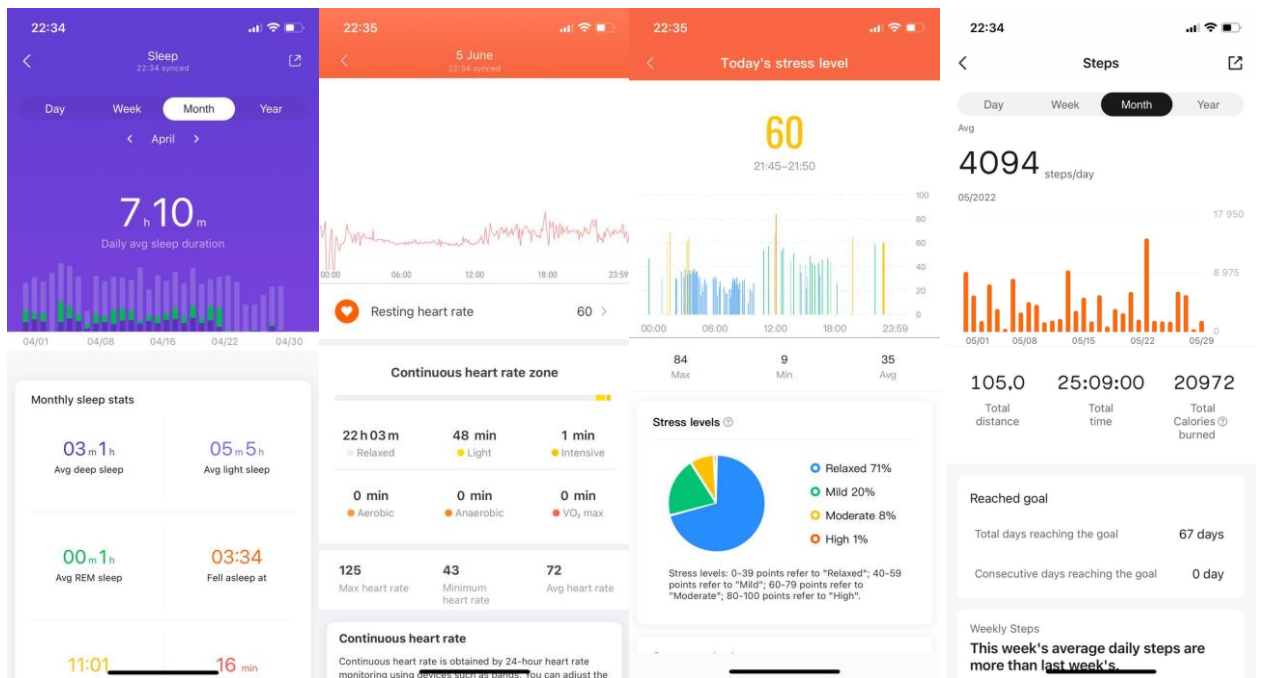 22:34
Sleep
22:34 synced
Day Week Month Year
April
7 h 10 m
Daily avg sleep duration
04/01 04/08 04/16 04/22 04/30
Monthly sleep stats
03 m 1 h 05 m 5 h
Avg deep sleep Avg light sleep
00 m 1 h 03:34
Avg REM sleep Fell asleep at
11:01 16 min
22:35
5 June
22:34 synced
00:00 06:00 12:00 18:00 23:59
Resting heart rate 60
Continuous heart rate zone
22 h 03 m 48 min 1 min
Relaxed Light Intensive
0 min 0 min 0 min
Aerobic Anaerobic VO₂ max
125 43 72
Max heart rate Minimum Avg heart rate
heart rate
Continuous heart rate
Continuous heart rate is obtained by 24-hour heart rate
monitoring using devices such as bands. You can adjust the
22:35
Today's stress level
60
21:45–21:50
100
80
60
40
20
0
00:00 06:00 12:00 18:00 23:59
84 9 35
Max Min Avg
Stress levels
Relaxed 71%
Mild 20%
Moderate 8%
High 1%
Stress levels: 0-39 points refer to "Relaxed"; 40-59
points refer to "Mild"; 60-79 points refer to
"Moderate"; 80-100 points refer to "High".
22:34
Steps
Day Week Month Year
Avg
4094 steps/day
05/2022
17 950
8 975
0
05/01 05/08 05/15 05/22 05/29
105,0 25:09:00 20972
Total Total Total
distance time Calories
burned
Reached goal
Total days reaching the goal 67 days
Consecutive days reaching the goal 0 day
Weekly Steps
This week's average daily steps are
more than last week's.